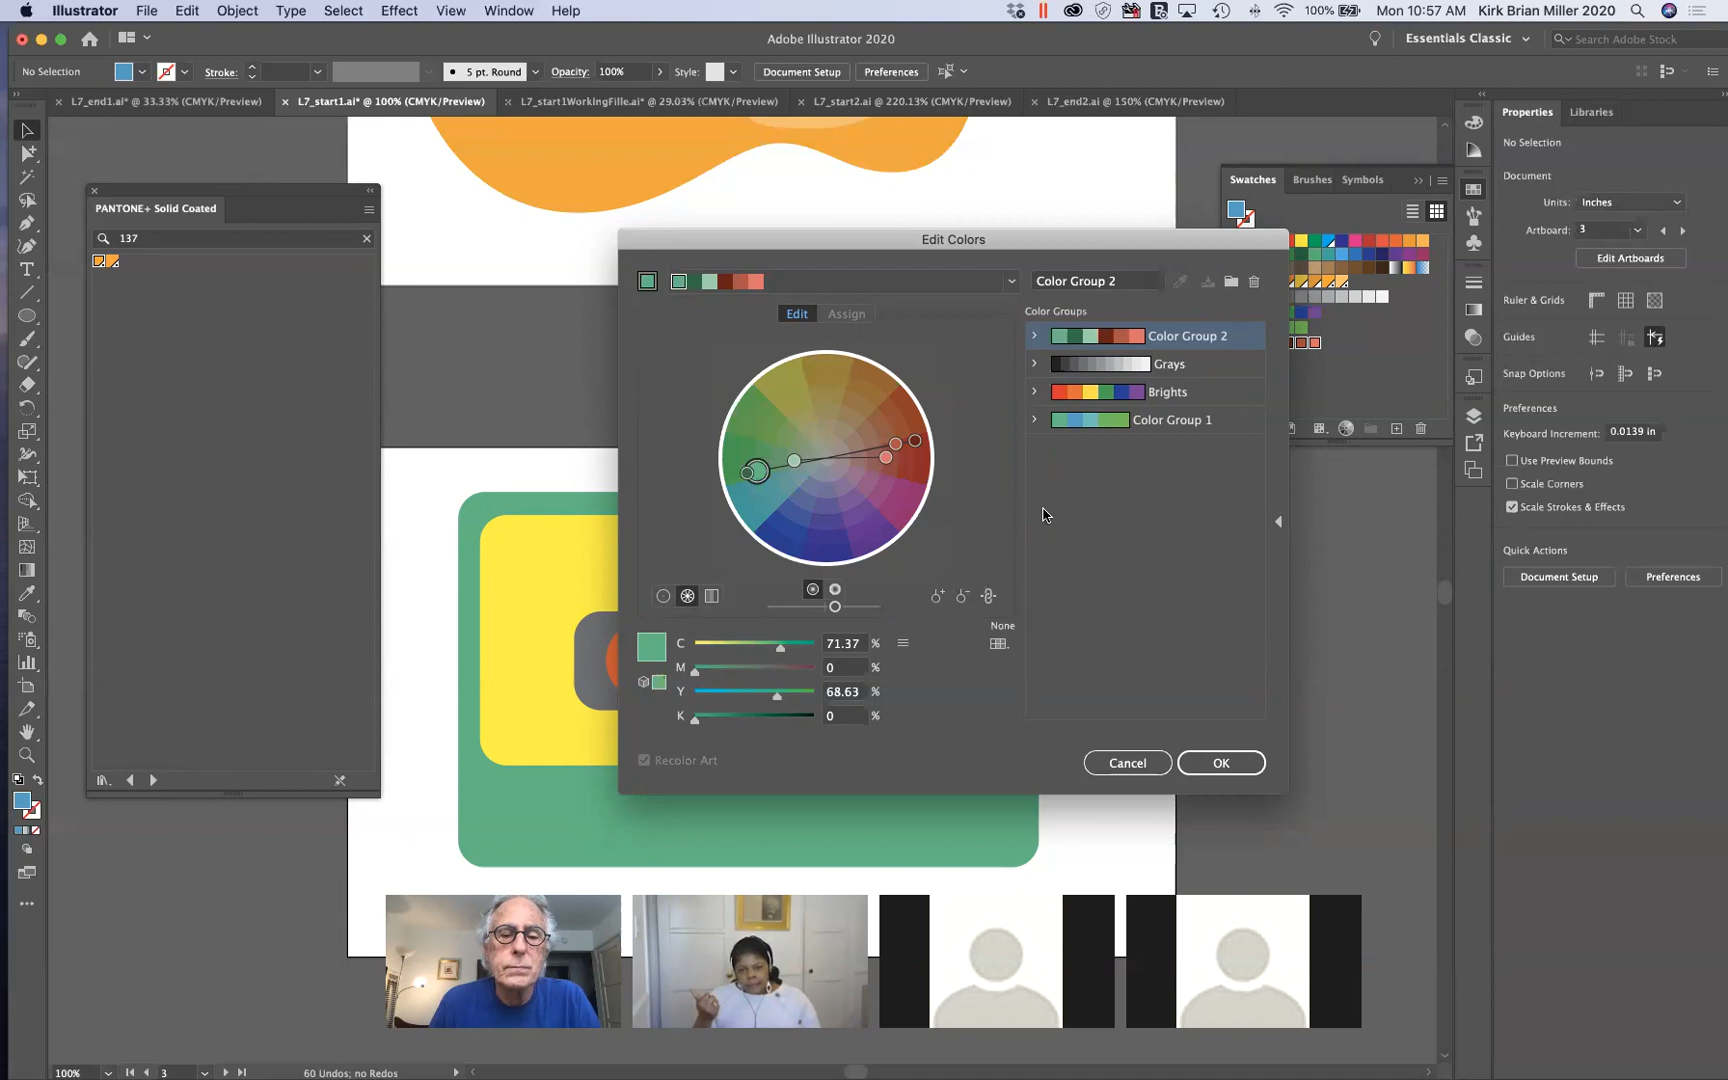 Illustrator File Edit Object Type Select Effect View Window Help
100% Mon 10:57 AM Kirk Brian Miller 2020
Adobe Illustrator 2020
Essentials Classic
Search Adobe Stock
No Selection
Stroke:
5 pt. Round
Opacity: 100%
Style:
Document Setup
Preferences
L7_end1.ai* @ 33.33% (CMYK/Preview)
L7_start1.ai* @ 100% (CMYK/Preview)
L7_start1WorkingFille.ai* @ 29.03% (CMYK/Preview)
L7_start2.ai @ 220.13% (CMYK/Preview)
L7_end2.ai @ 150% (CMYK/Preview)
PANTONE+ Solid Coated
137
Edit Colors
Color Group 2
Edit
Assign
Color Groups
Color Group 2
Grays
Brights
Color Group 1
None
C 71.37 %
M 0 %
Y 68.63 %
K 0 %
Recolor Art
Cancel
OK
Swatches
Brushes
Symbols
Properties
Libraries
No Selection
Document
Units: Inches
Artboard: 3
Edit Artboards
Ruler & Grids
Guides
Snap Options
Preferences
Keyboard Increment: 0.0139 in
Use Preview Bounds
Scale Corners
Scale Strokes & Effects
Quick Actions
Document Setup
Preferences
100%
3
60 Undos; no Redos